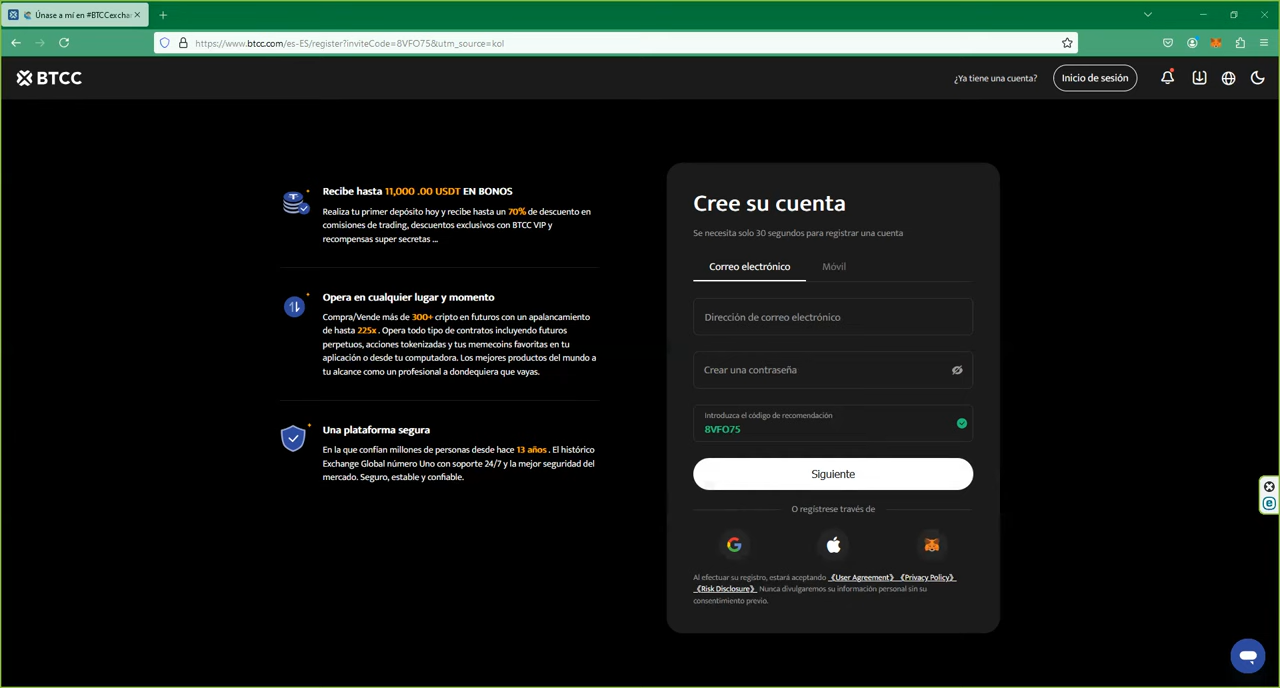 Únase a mí en #BTCCexcha
https://www.btcc.com/es-ES/register?inviteCode=8VFO75&utm_source=kol
BTCC
¿Ya tiene una cuenta?
Inicio de sesión
Recibe hasta 11,000 .00 USDT EN BONOS
Realiza tu primer depósito hoy y recibe hasta un 70% de descuento en
comisiones de trading, descuentos exclusivos con BTCC VIP y
recompensas super secretas ...
Opera en cualquier lugar y momento
Compra/Vende más de 300+ cripto en futuros con un apalancamiento
de hasta 225x . Opera todo tipo de contratos incluyendo futuros
perpetuos, acciones tokenizadas y tus memecoins favoritas en tu
aplicación o desde tu computadora. Los mejores productos del mundo a
tu alcance como un profesional a dondequiera que vayas.
Una plataforma segura
En la que confían millones de personas desde hace 13 años . El histórico
Exchange Global número Uno con soporte 24/7 y la mejor seguridad del
mercado. Seguro, estable y confiable.
Cree su cuenta
Se necesita solo 30 segundos para registrar una cuenta
Correo electrónico
Móvil
Dirección de correo electrónico
Crear una contraseña
Introduzca el código de recomendación
8VFO75
Siguiente
O regístrese través de
Al efectuar su registro, estará aceptando 《User Agreement》 《Privacy Policy》
《Risk Disclosure》 Nunca divulgaremos su información personal sin su
consentimiento previo.